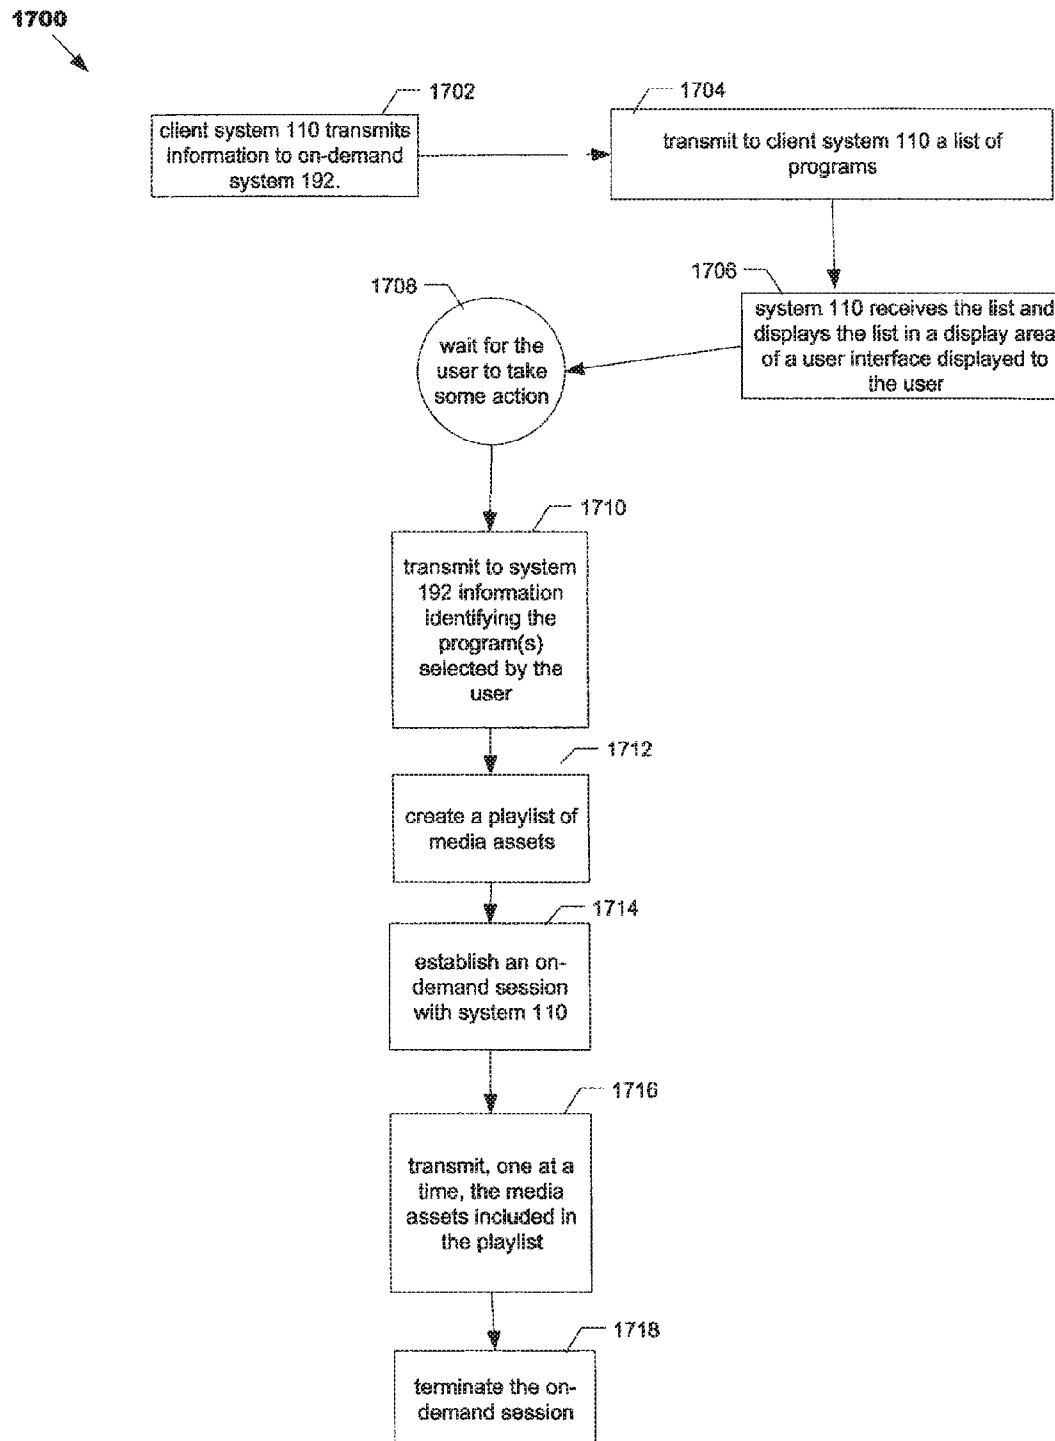 1700
1702
client system 110 transmits
information to on-demand
system 192.
1704
transmit to client system 110 a list of
programs
1706
system 110 receives the list and
displays the list in a display area
of a user interface displayed to
the user
1708
wait for the
user to take
some action
1710
transmit to system
192 information
identifying the
program(s)
selected by the
user
1712
create a playlist of
media assets
1714
establish an on-
demand session
with system 110
1716
transmit, one at a
time, the media
assets included in
the playlist
1718
terminate the on-
demand session